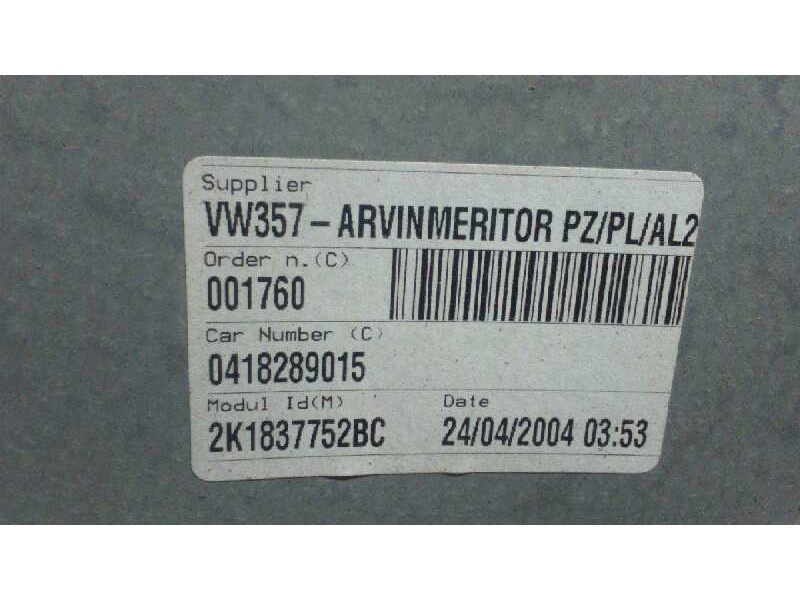 Supplier
VW357-ARVINMERITOR PZ/PL/AL2
Order n.(C)
001760
Car Number (C)
0418289015
Modul Id(M) Date
2K1837752BC 24/04/2004 03:53